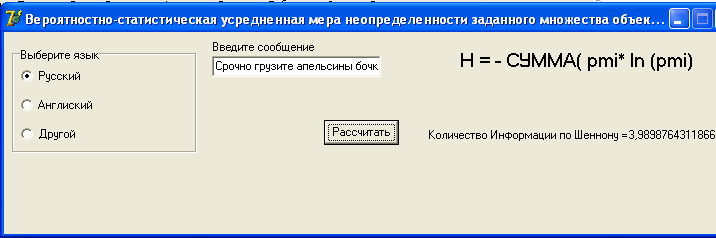 Вероятностно-статистическая усредненная мера неопределенности заданного множества объек...
Выберите язык
Русский
Англиский
Другой
Введите сообщение
Срочно грузите апельсины бочк
Рассчитать
H = - СУММА( pmi* ln (pmi)
Количество Информации по Шеннону =3,9898764311866